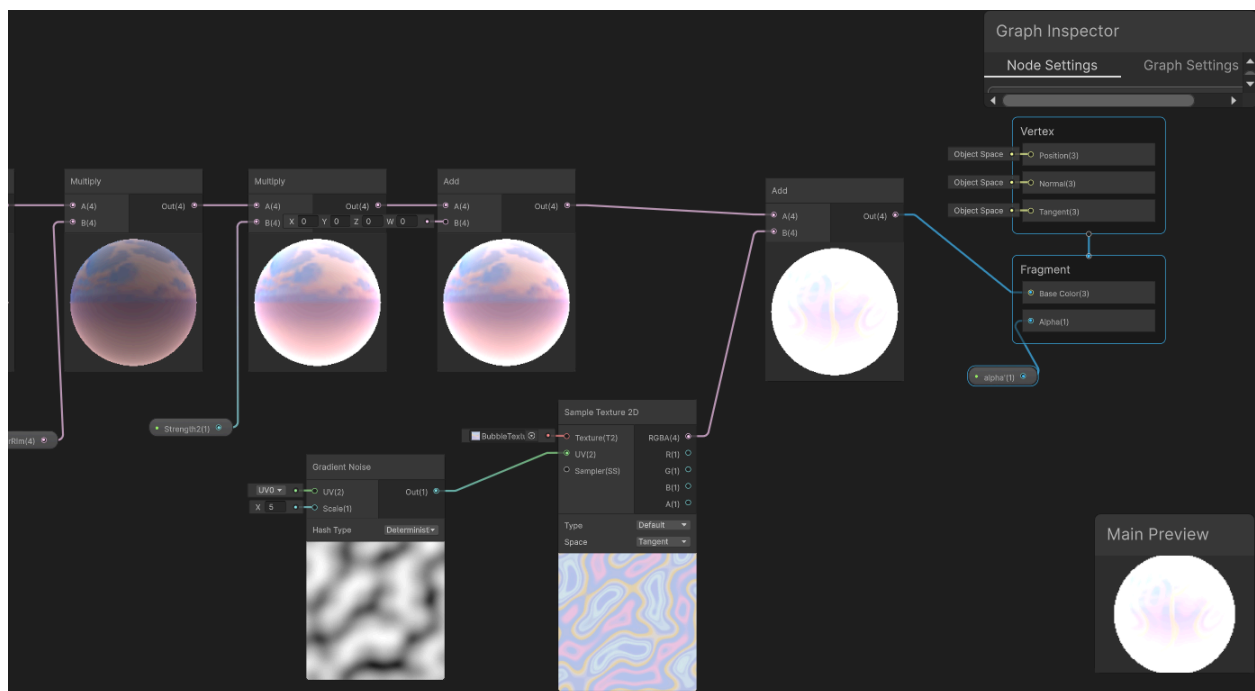 Graph Inspector
Node Settings Graph Settings
Vertex
Object Space Position(3)
Object Space Normal(3)
Object Space Tangent(3)
Fragment
Base Color(3)
Alpha(1)
alpha'(1)
Multiply
A(4) Out(4)
B(4)
Multiply
A(4) Out(4)
B(4)
Add
A(4) Out(4)
X 0 Y 0 Z 0 W 0 B(4)
Add
A(4) Out(4)
B(4)
Strength2(1)
Sample Texture 2D
Texture(T2) RGBA(4)
UV(2) R(1)
Sampler(SS) G(1)
B(1)
A(1)
Type Default
Space Tangent
Gradient Noise
UV0 UV(2) Out(1)
X 5 Scale(1)
Hash Type Determinist
Main Preview